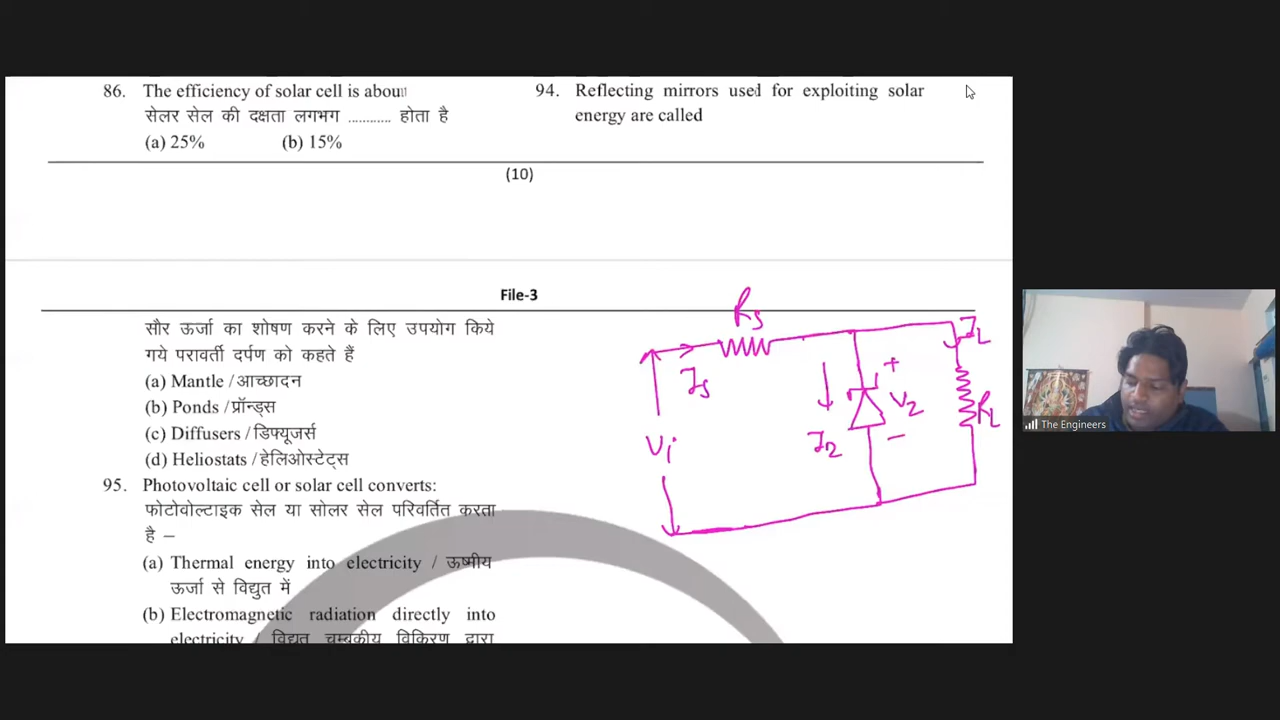 86. The efficiency of solar cell is about
सेलर सेल की दक्षता लगभग ............ होता है
(a) 25% (b) 15%
94. Reflecting mirrors used for exploiting solar
energy are called
(10)
File-3
सौर ऊर्जा का शोषण करने के लिए उपयोग किये
गये परावर्ती दर्पण को कहते हैं
(a) Mantle / आच्छादन
(b) Ponds / प्रॉन्ड्स
(c) Diffusers / डिफ्यूजर्स
(d) Heliostats / हेलिओस्टेट्स
95. Photovoltaic cell or solar cell converts:
फोटोवोल्टाइक सेल या सोलर सेल परिवर्तित करता
है –
(a) Thermal energy into electricity / ऊष्मीय
ऊर्जा से विद्युत में
(b) Electromagnetic radiation directly into
electricity / विद्युत चुम्बकीय विकिरण द्वारा
Rs
Is
Vi
Iz
+
Vz
–
IL
RL
The Engineers